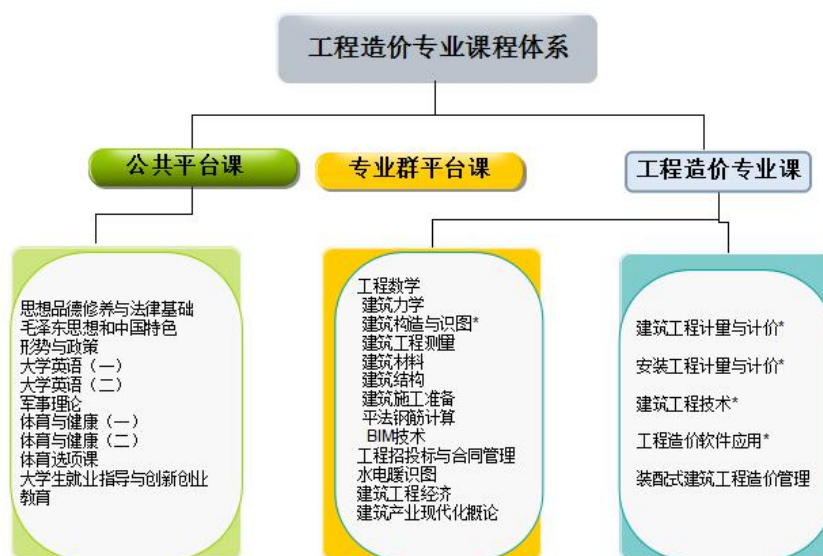 工程造价专业课程体系
公共平台课
专业群平台课
工程造价专业课
思想品德修养与法律基础
毛泽东思想和中国特色
形势与政策
大学英语（一）
大学英语（二）
军事理论
体育与健康（一）
体育与健康（二）
体育选项课
大学生就业指导与创新创业
教育
工程数学
建筑力学
建筑构造与识图*
建筑工程测量
建筑材料
建筑结构
建筑施工准备
平法钢筋计算
BIM技术
工程招投标与合同管理
水电暖识图
建筑工程经济
建筑产业现代化概论
建筑工程计量与计价*
安装工程计量与计价*
建筑工程技术*
工程造价软件应用*
装配式建筑工程造价管理